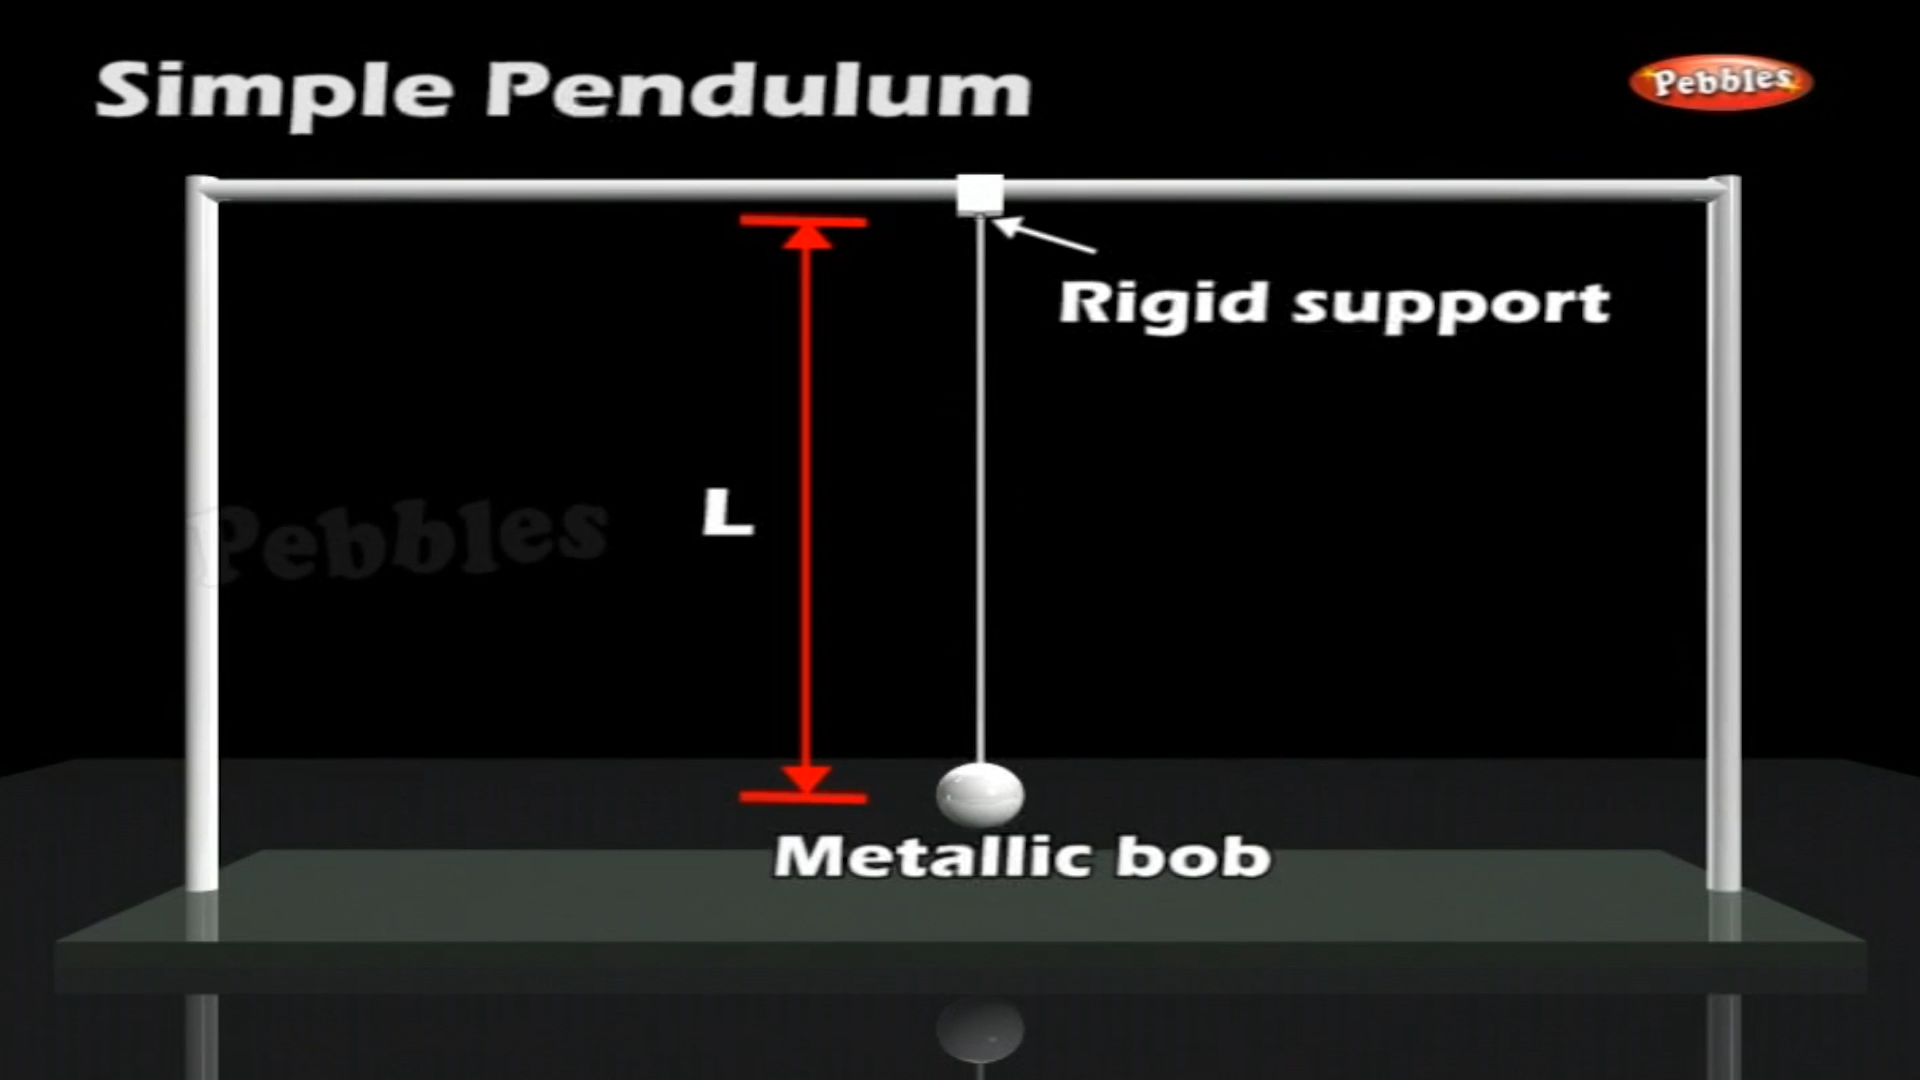 Simple Pendulum
Pebbles
Rigid support
L
Pebbles
Metallic bob